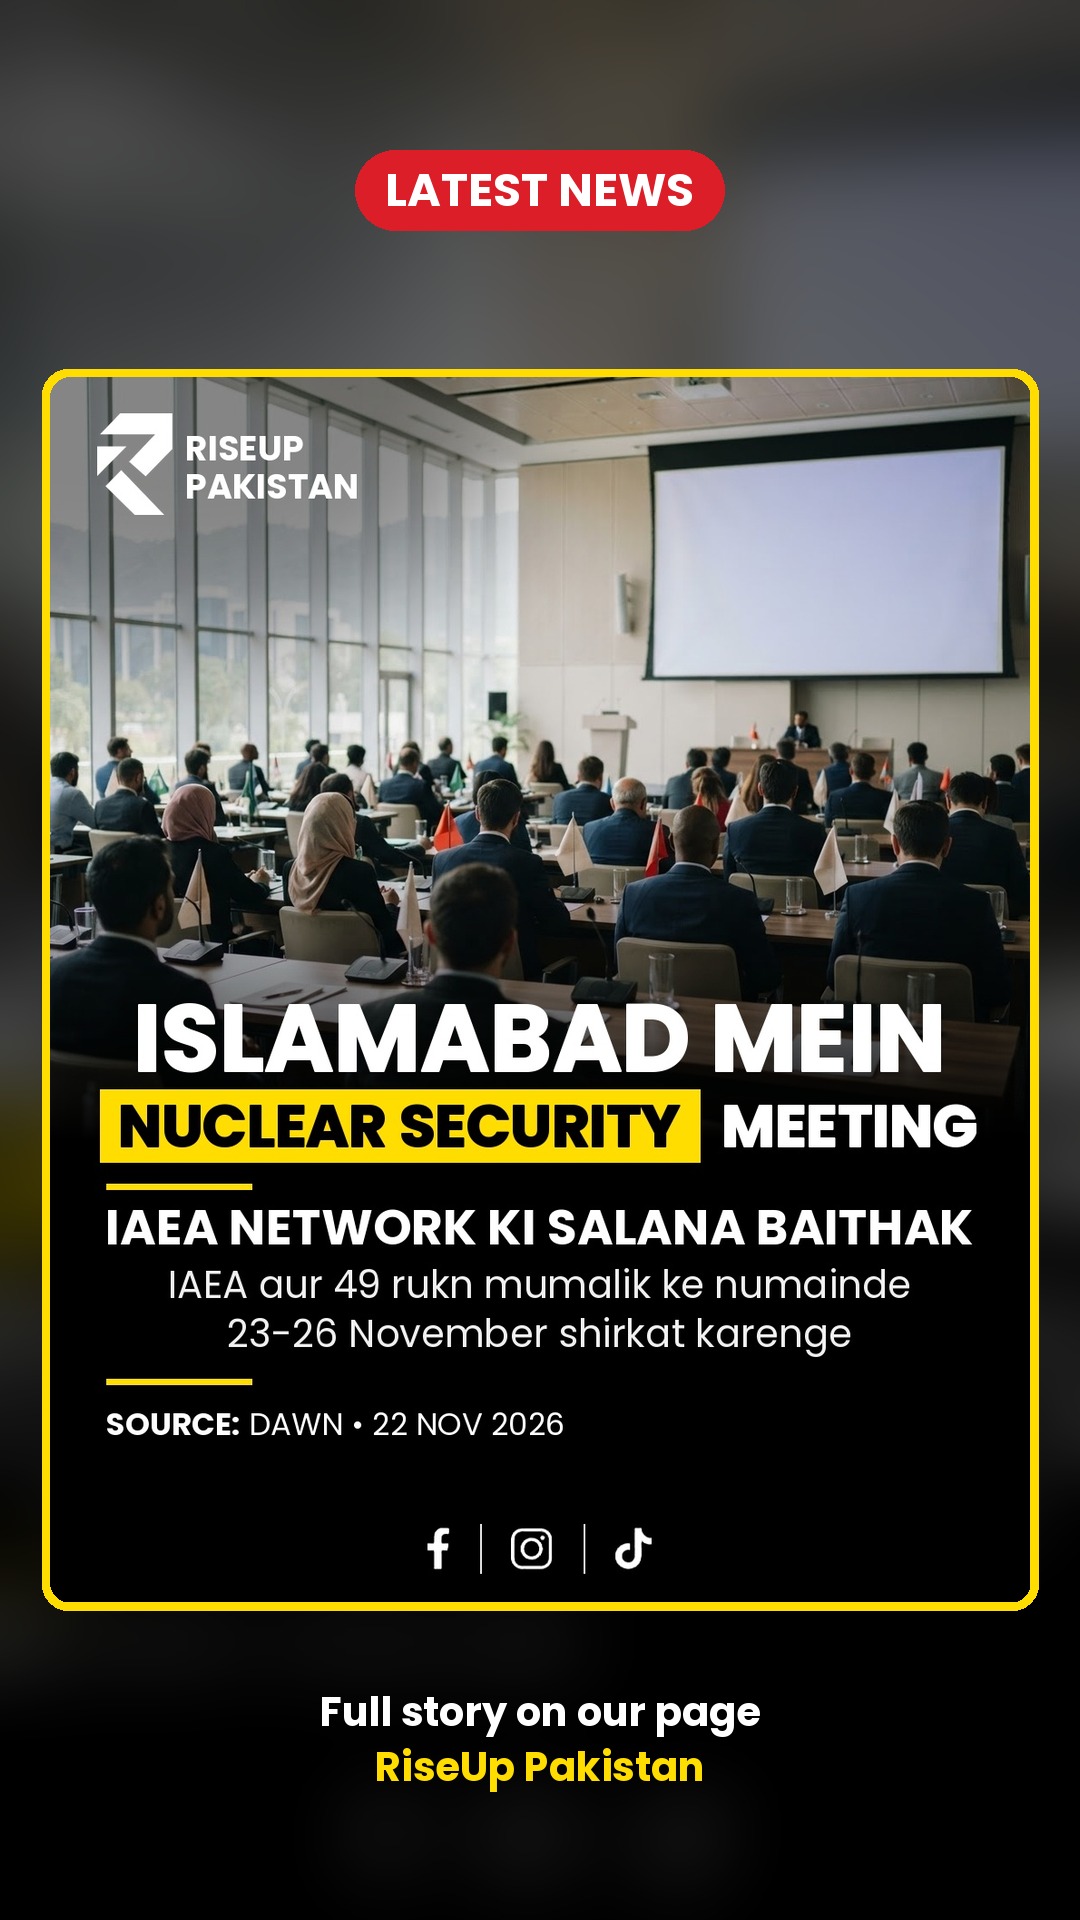 LATEST NEWS
RISEUP
PAKISTAN
ISLAMABAD MEIN
NUCLEAR SECURITY MEETING
IAEA NETWORK KI SALANA BAITHAK
IAEA aur 49 rukn mumalik ke numainde
23-26 November shirkat karenge
SOURCE: DAWN • 22 NOV 2026
Full story on our page
RiseUp Pakistan